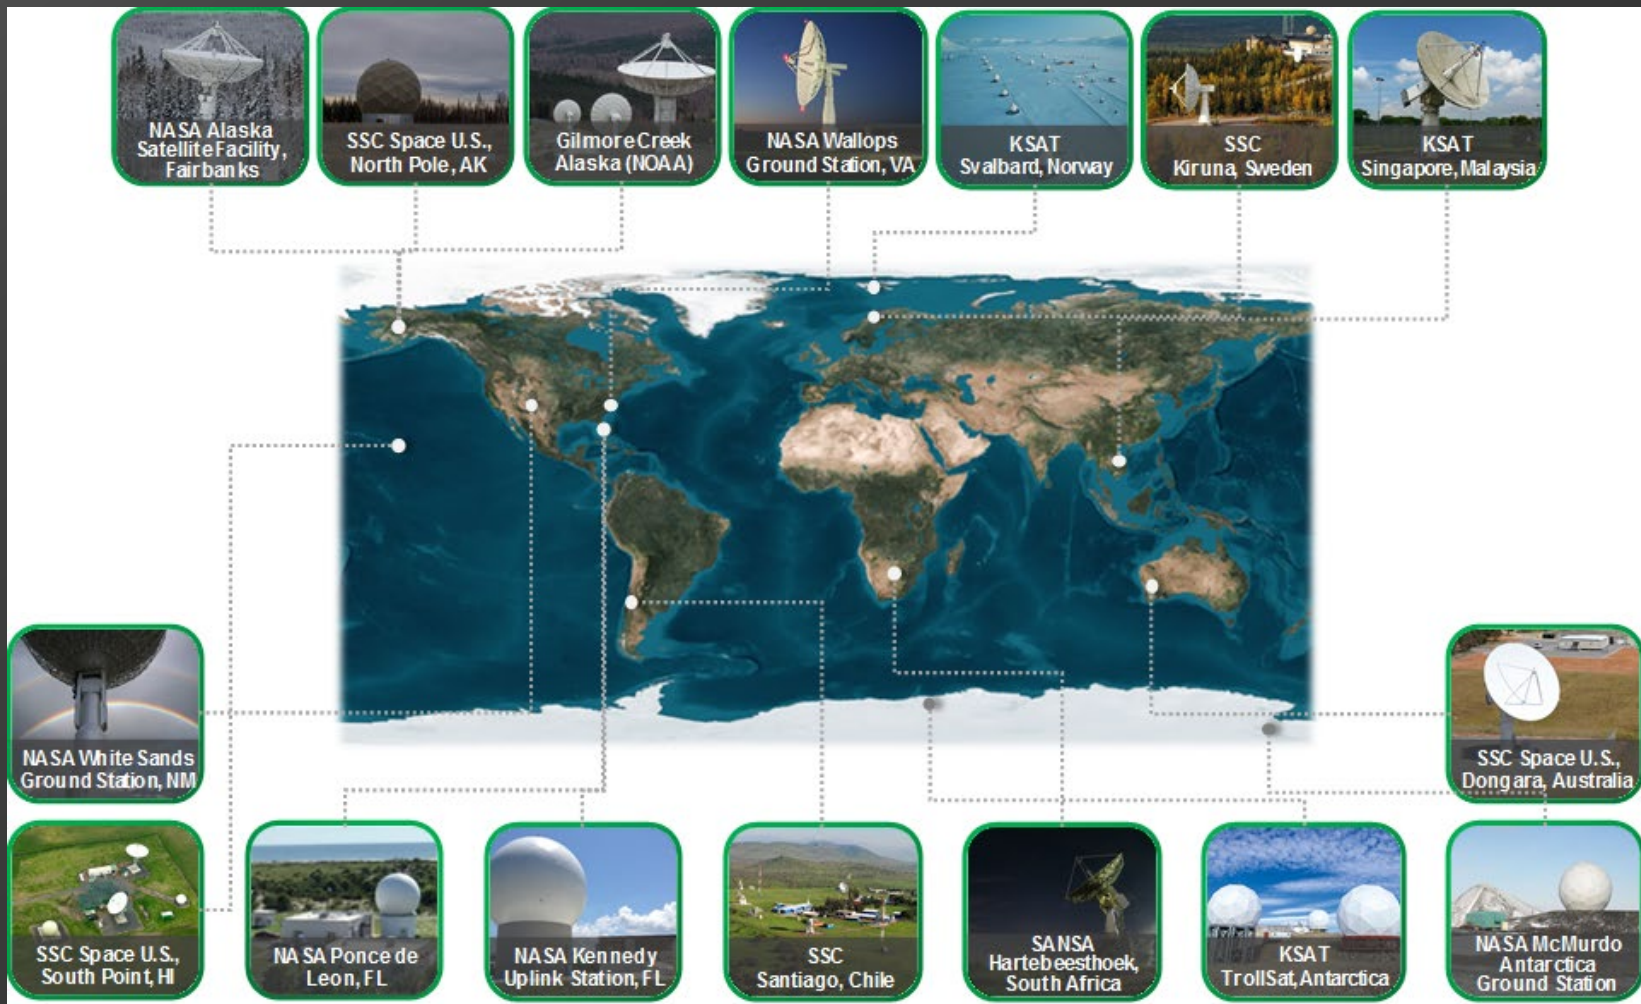 NASA Alaska
Satellite Facility,
Fairbanks
SSC Space U.S.,
North Pole, AK
Gilmore Creek
Alaska (NOAA)
NASA Wallops
Ground Station, VA
KSAT
Svalbard, Norway
SSC
Kiruna, Sweden
KSAT
Singapore, Malaysia
NASA White Sands
Ground Station, NM
SSC Space U.S.,
Dongara, Australia
SSC Space U.S.,
South Point, HI
NASA Ponce de
Leon, FL
NASA Kennedy
Uplink Station, FL
SSC
Santiago, Chile
SANSA
Hartebeesthoek,
South Africa
KSAT
TrollSat, Antarctica
NASA McMurdo
Antarctica
Ground Station